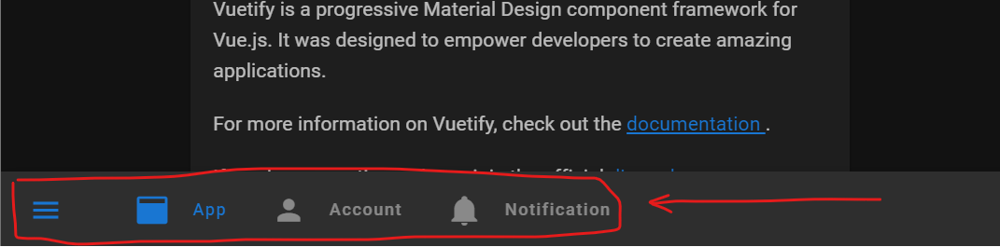 Vuetify is a progressive Material Design component framework for
Vue.js. It was designed to empower developers to create amazing
applications.
For more information on Vuetify, check out the documentation .
App Account Notification